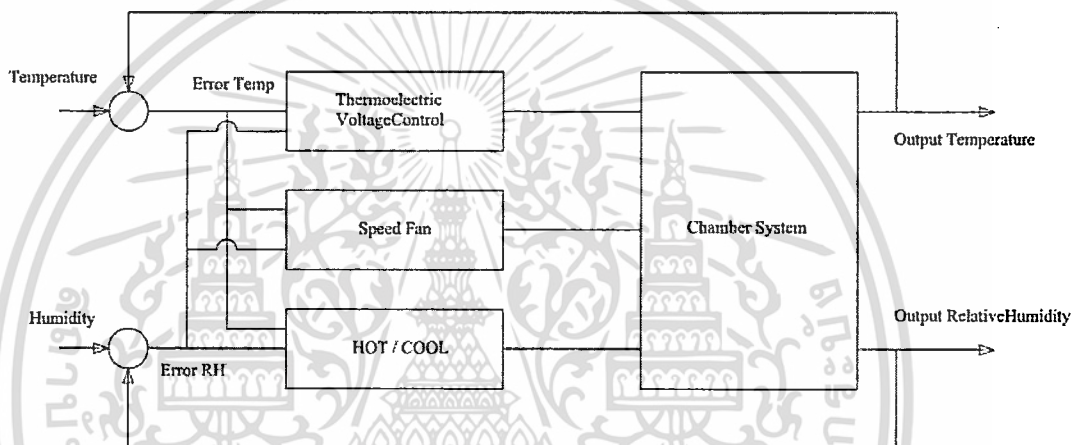 Temperature
Error Temp
Thermoelectric
VoltageControl
Output Temperature
Speed Fan
Chamber System
Humidity
Error RH
HOT / COOL
Output RelativeHumidity